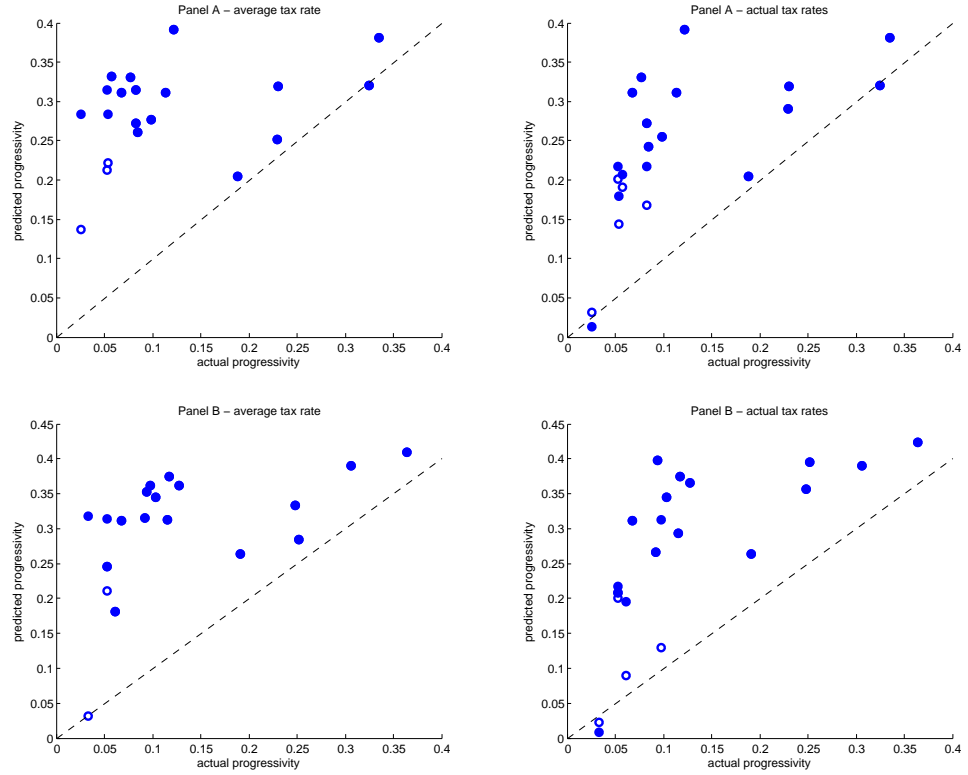 Panel A – average tax rate
0.4
0.35
0.3
0.25
0.2
0.15
0.1
0.05
0
predicted progressivity
0 0.05 0.1 0.15 0.2 0.25 0.3 0.35 0.4
actual progressivity
Panel A – actual tax rates
0.4
0.35
0.3
0.25
0.2
0.15
0.1
0.05
0
predicted progressivity
0 0.05 0.1 0.15 0.2 0.25 0.3 0.35 0.4
actual progressivity
Panel B – average tax rate
0.45
0.4
0.35
0.3
0.25
0.2
0.15
0.1
0.05
0
predicted progressivity
0 0.05 0.1 0.15 0.2 0.25 0.3 0.35 0.4
actual progressivity
Panel B – actual tax rates
0.45
0.4
0.35
0.3
0.25
0.2
0.15
0.1
0.05
0
predicted progressivity
0 0.05 0.1 0.15 0.2 0.25 0.3 0.35 0.4
actual progressivity